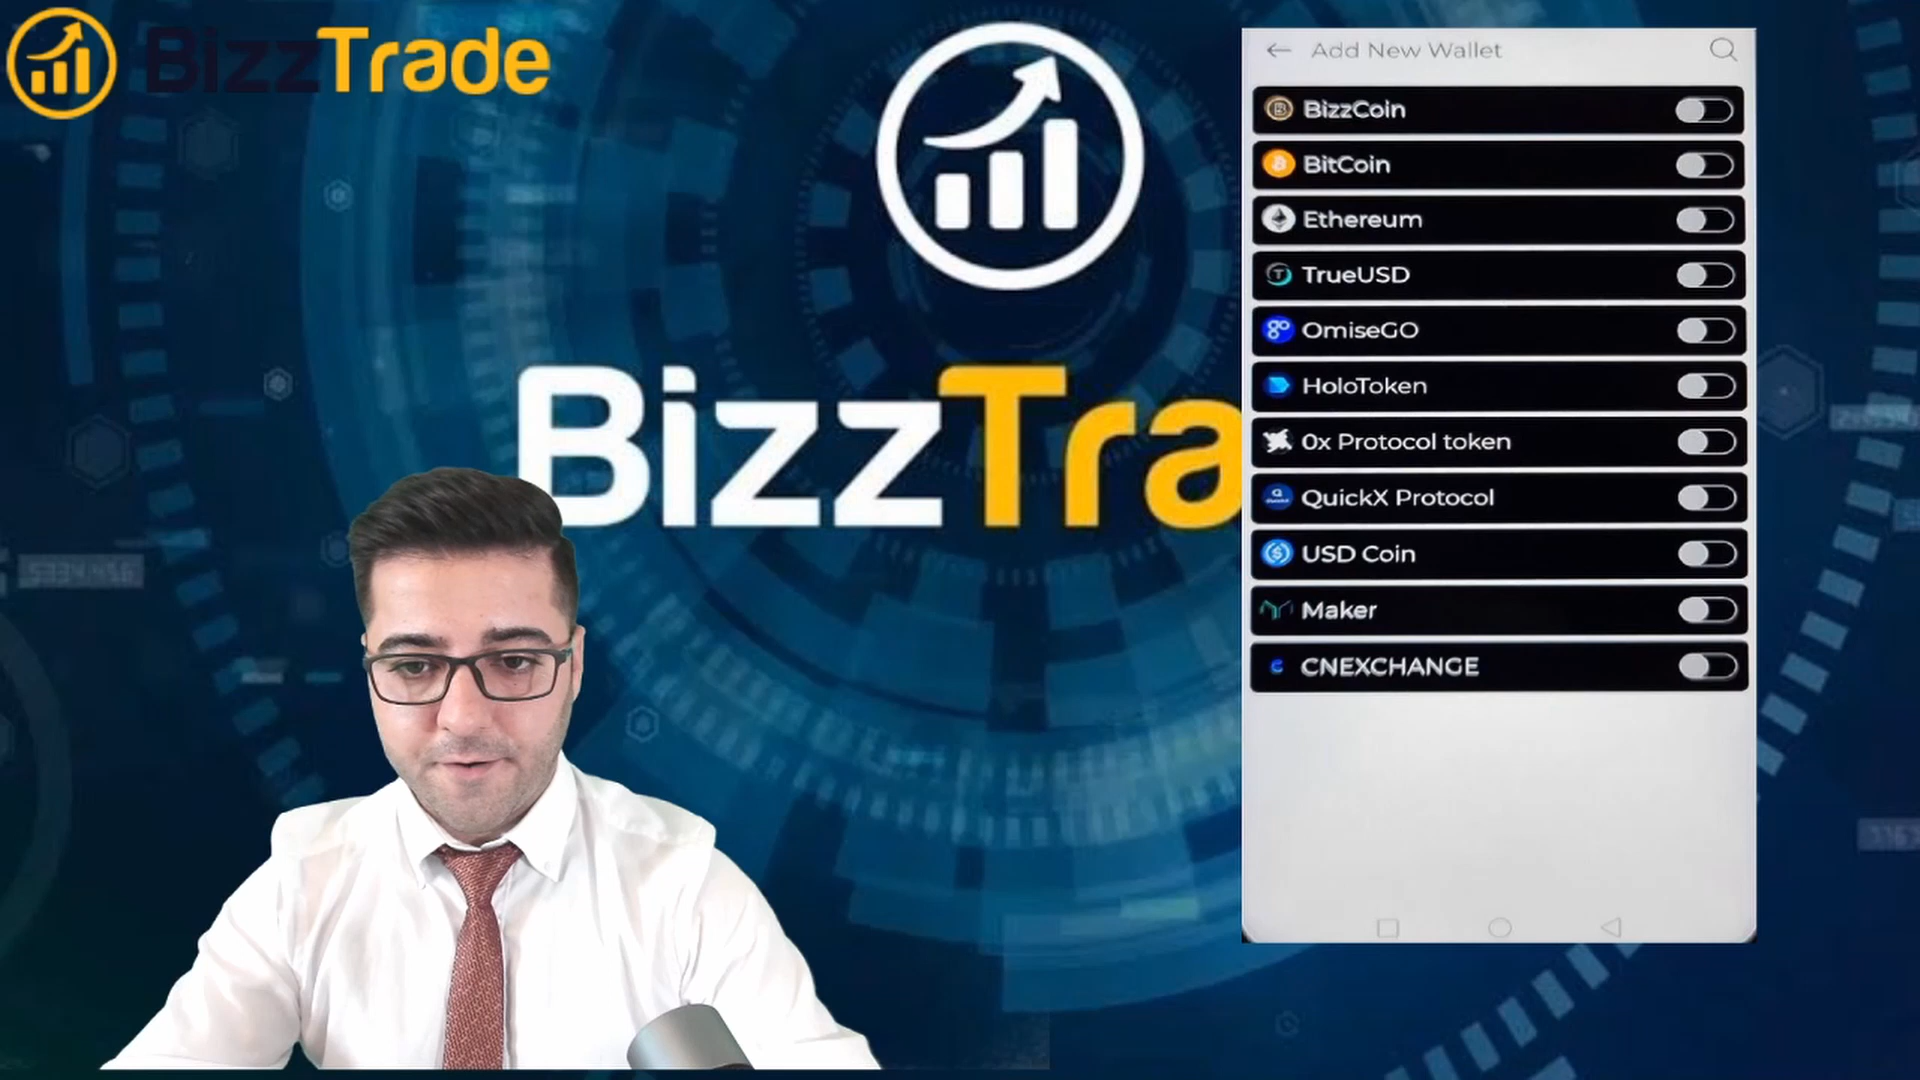 BizzTrade
BizzTra
Add New Wallet
BizzCoin
BitCoin
Ethereum
TrueUSD
OmiseGO
HoloToken
0x Protocol token
QuickX Protocol
USD Coin
Maker
CNEXCHANGE